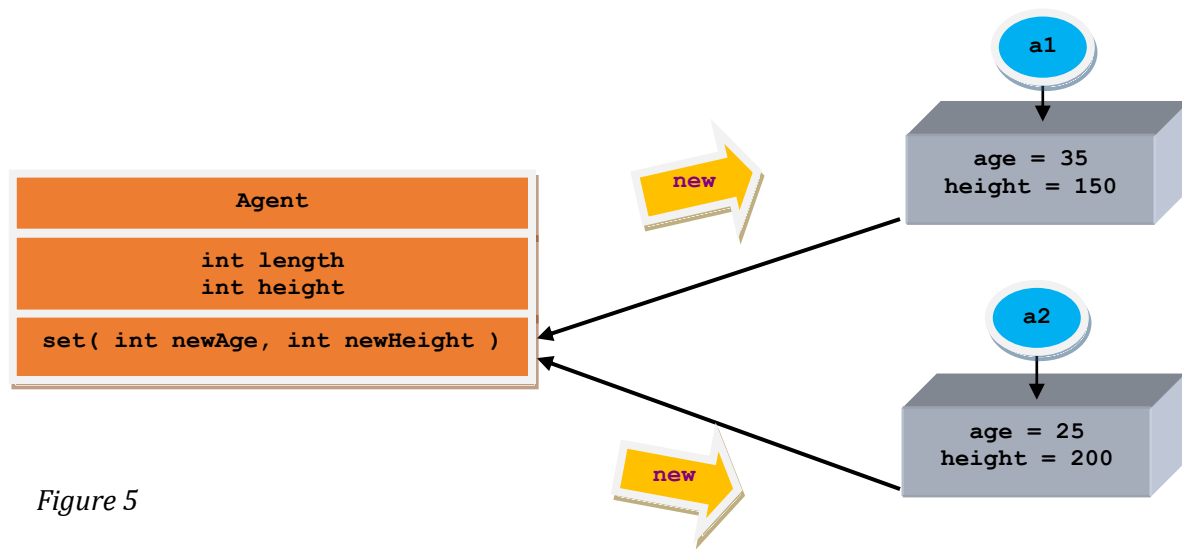 a1
age = 35
height = 150
new
Agent
int length
int height
set( int newAge, int newHeight )
a2
age = 25
height = 200
new
Figure 5